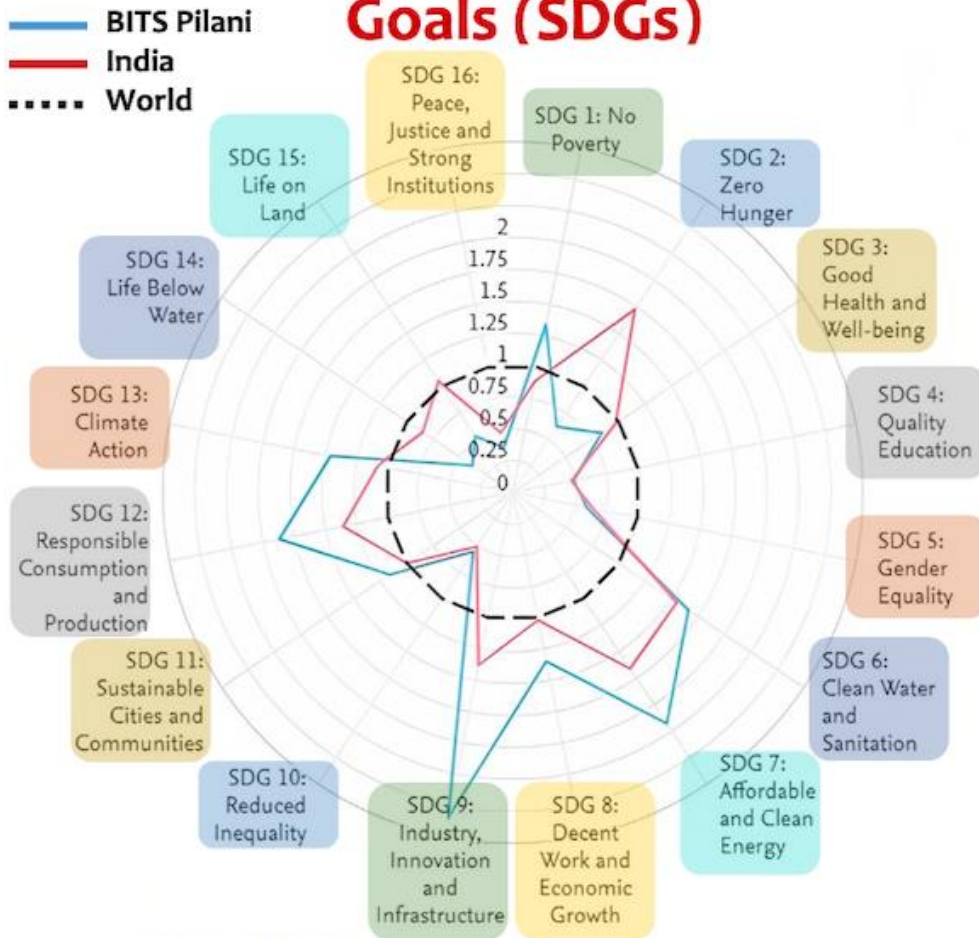 Goals (SDGs)
BITS Pilani
India
World
SDG 16:
Peace,
Justice and
Strong
Institutions
SDG 1: No
Poverty
SDG 2:
Zero
Hunger
SDG 3:
Good
Health and
Well-being
SDG 4:
Quality
Education
SDG 5:
Gender
Equality
SDG 6:
Clean Water
and
Sanitation
SDG 7:
Affordable
and Clean
Energy
SDG 8:
Decent
Work and
Economic
Growth
SDG 9:
Industry,
Innovation
and
Infrastructure
SDG 10:
Reduced
Inequality
SDG 11:
Sustainable
Cities and
Communities
SDG 12:
Responsible
Consumption
and
Production
SDG 13:
Climate
Action
SDG 14:
Life Below
Water
SDG 15:
Life on
Land
2
1.75
1.5
1.25
1
0.75
0.5
0.25
0